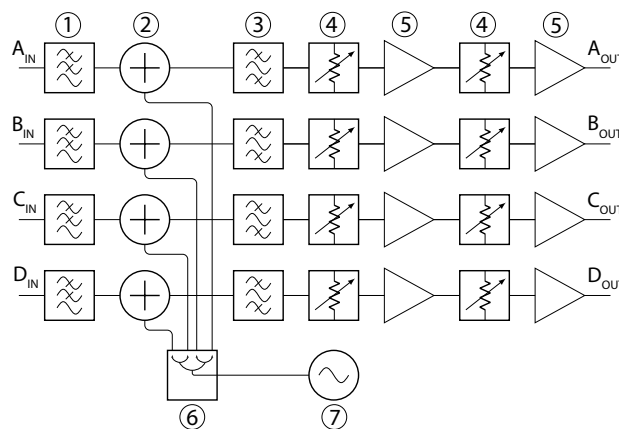 ① ② ③ ④ ⑤ ④ ⑤
A_IN A_OUT
B_IN B_OUT
C_IN C_OUT
D_IN D_OUT
⑥ ⑦